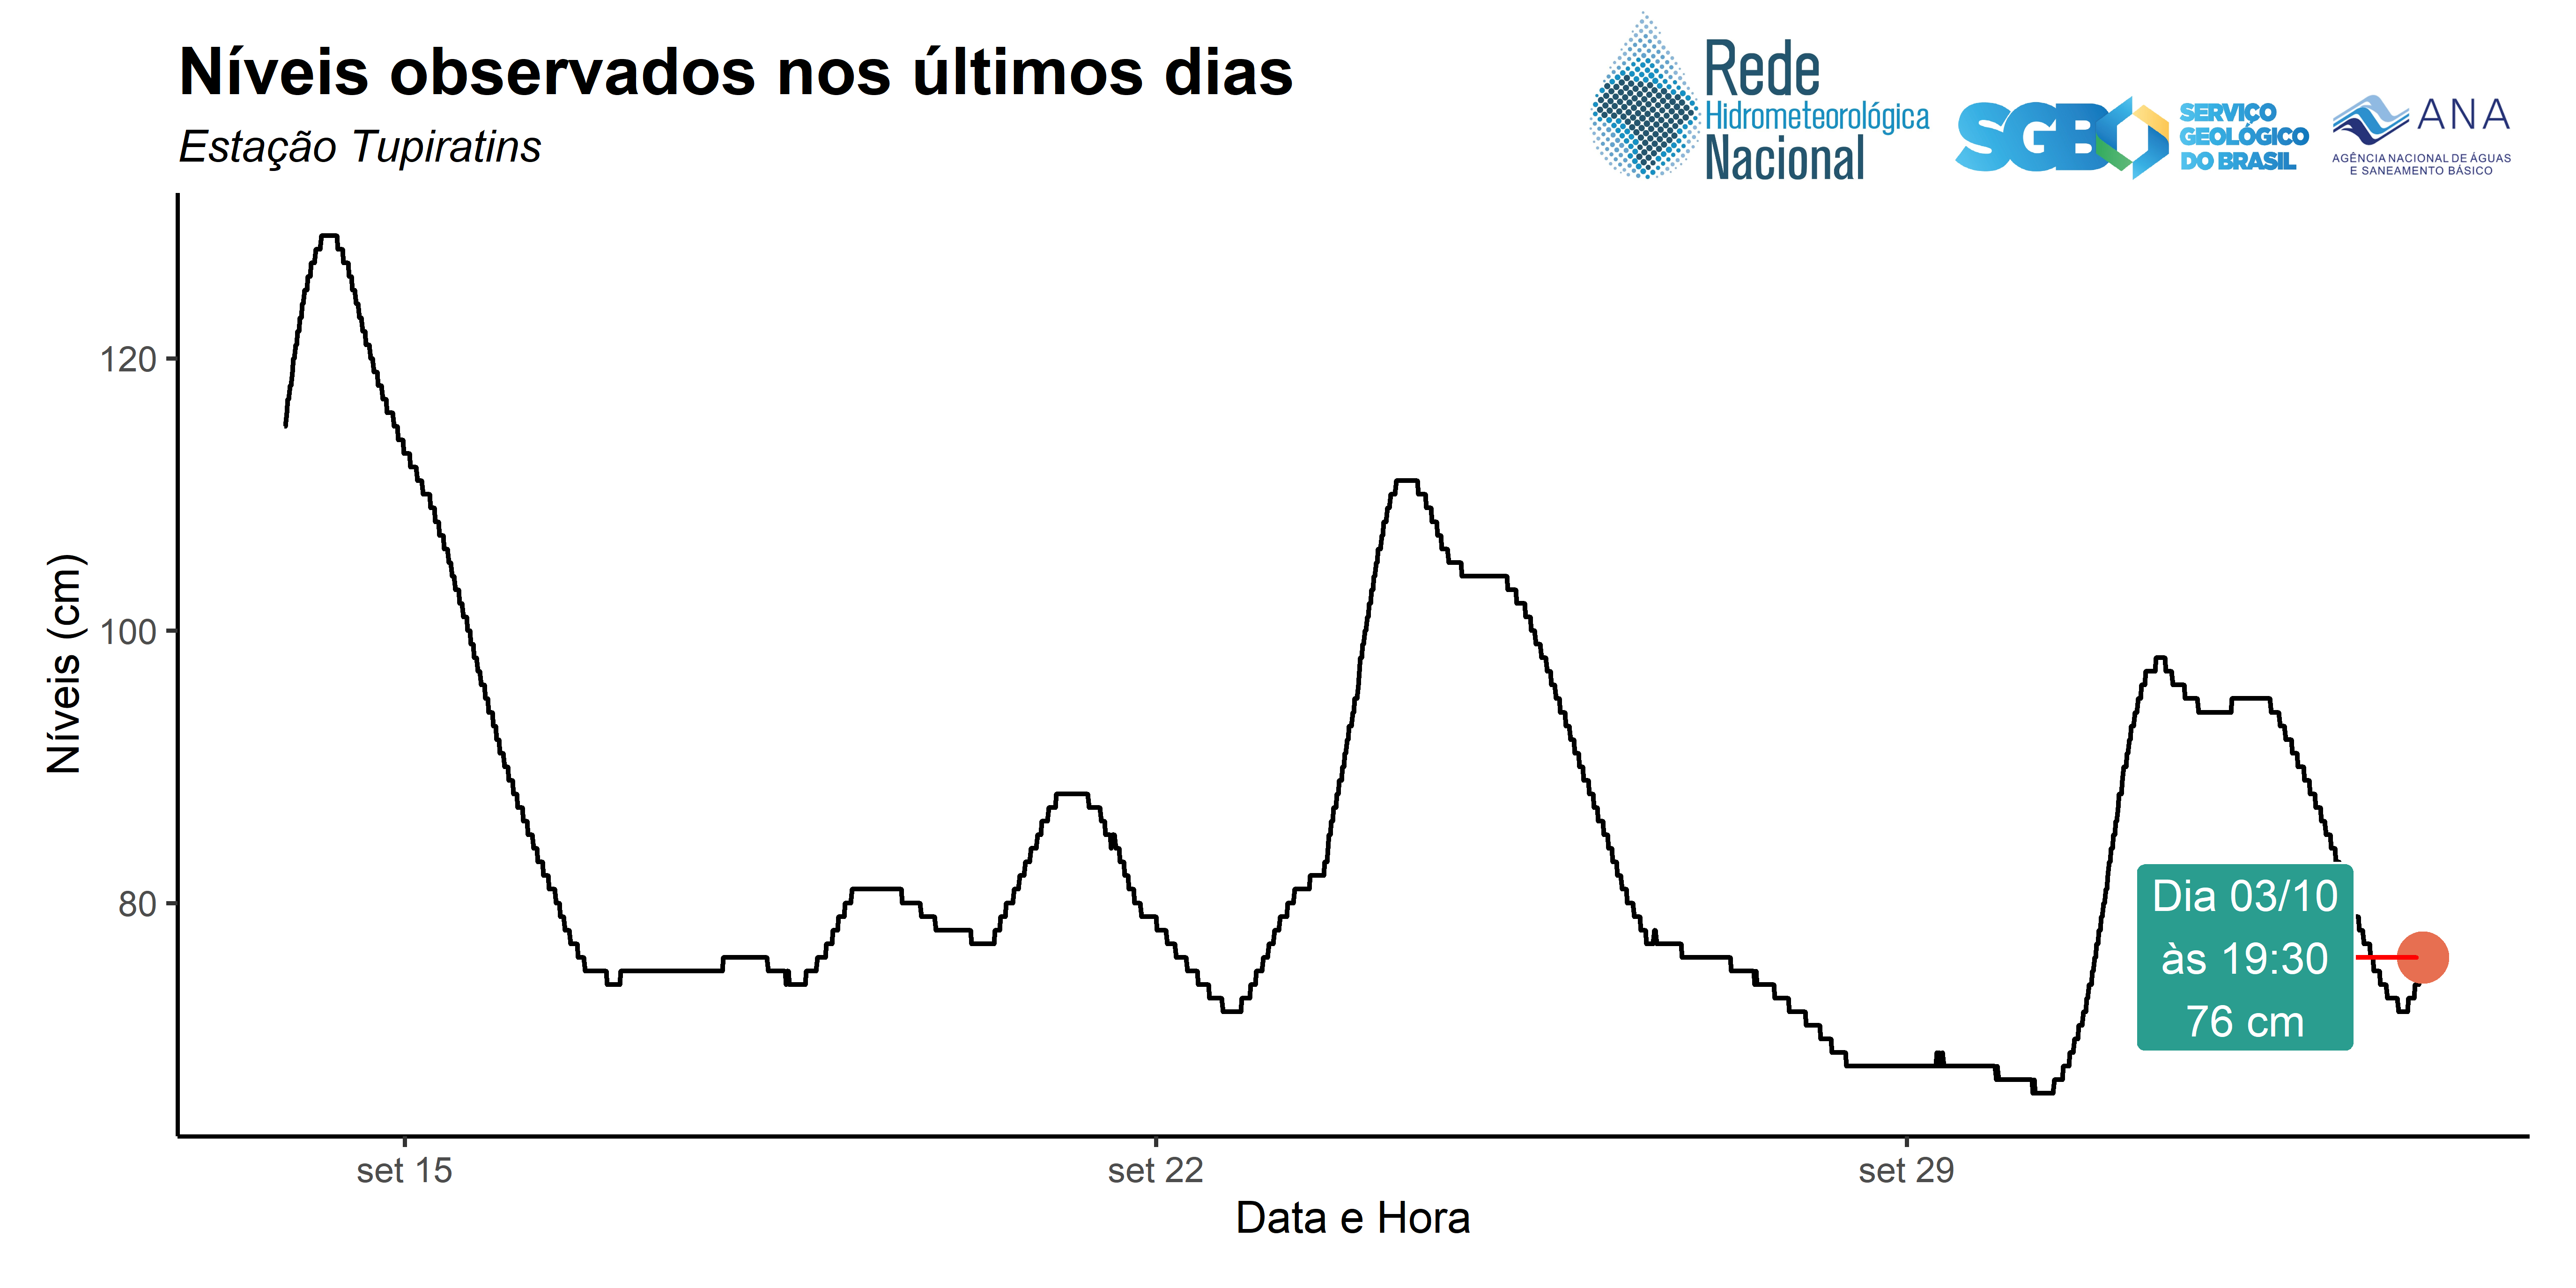 Níveis observados nos últimos dias
Estação Tupiratins
Rede
Hidrometeorológica
Nacional
SGB
SERVIÇO
GEOLÓGICO
DO BRASIL
ANA
AGÊNCIA NACIONAL DE ÁGUAS
E SANEAMENTO BÁSICO
Níveis (cm)
120
100
80
Dia 03/10
às 19:30
76 cm
set 15
set 22
set 29
Data e Hora